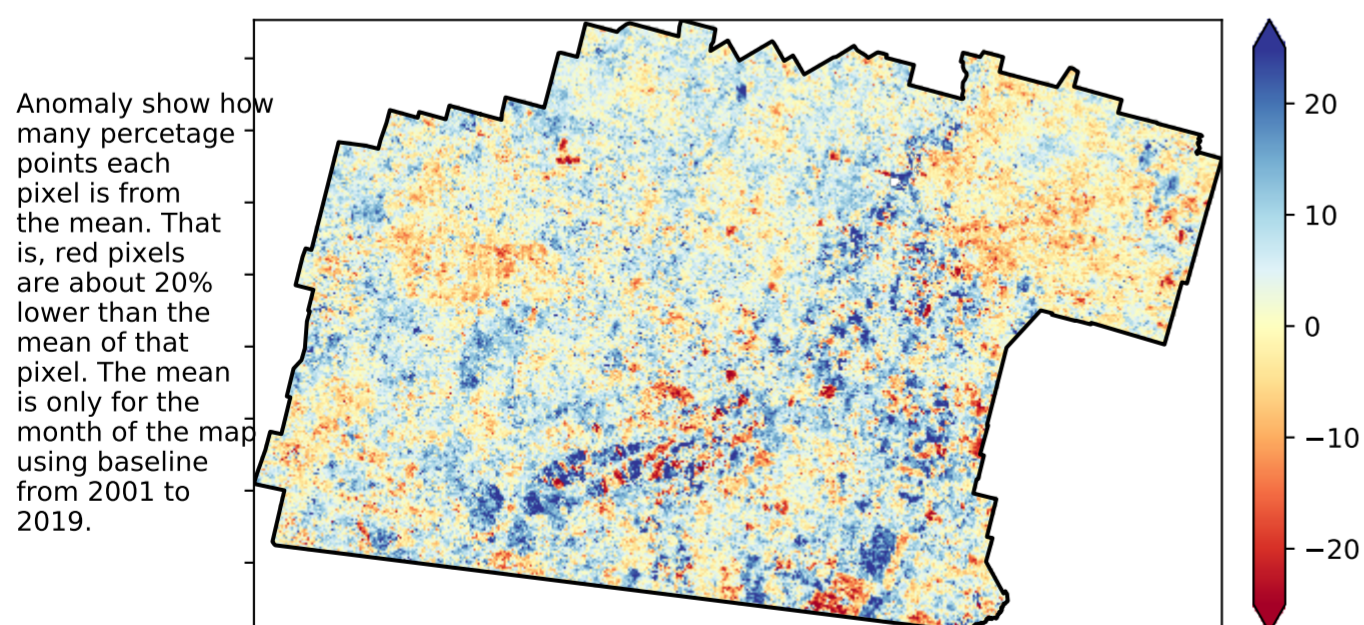 Anomaly show how
many percetage
points each
pixel is from
the mean. That
is, red pixels
are about 20%
lower than the
mean of that
pixel. The mean
is only for the
month of the map
using baseline
from 2001 to
2019.
20
10
0
−10
−20